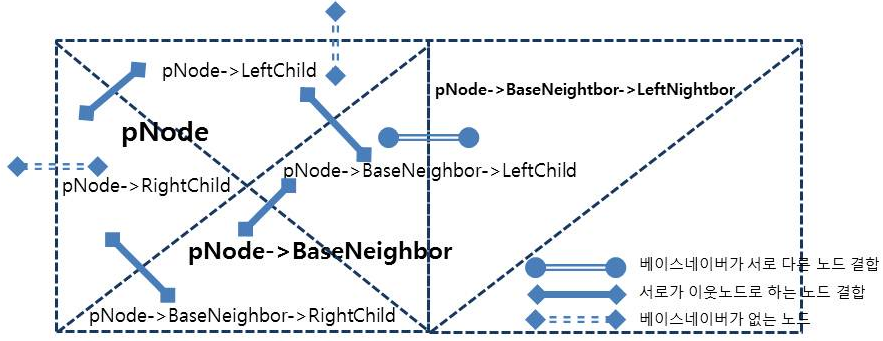 pNode->LeftChild
pNode->BaseNeightbor->LeftNightbor
pNode
pNode->BaseNeighbor->LeftChild
pNode->RightChild
pNode->BaseNeighbor
베이스네이버가 서로 다른 노드 결합
서로가 이웃노드로 하는 노드 결합
pNode->BaseNeighbor->RightChild
베이스네이버가 없는 노드